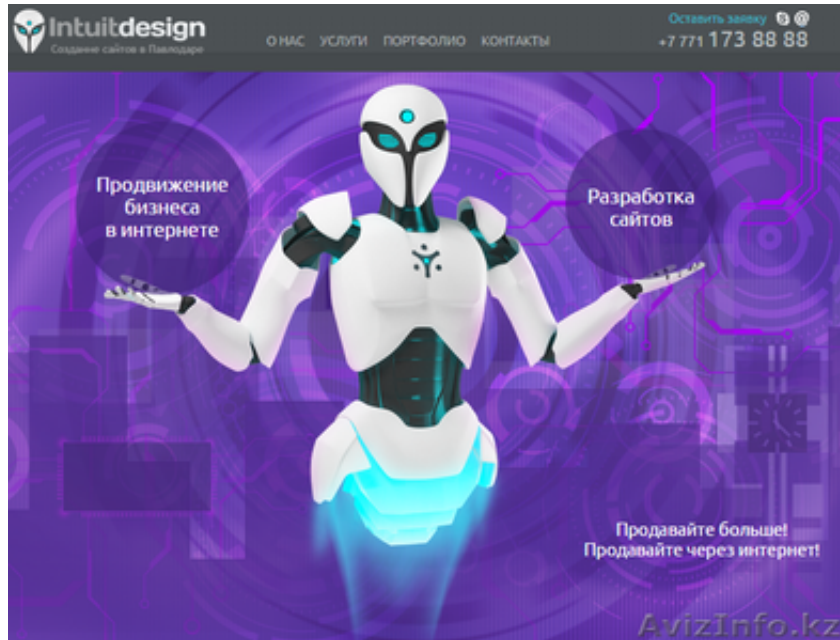 Intuitdesign
Создание сайтов в Павлодаре
О НАС УСЛУГИ ПОРТФОЛИО КОНТАКТЫ
Оставить заявку
+7 771 173 88 88
Продвижение
бизнеса
в интернете
Разработка
сайтов
Продавайте больше!
Продавайте через интернет!
AvizInfo.kz